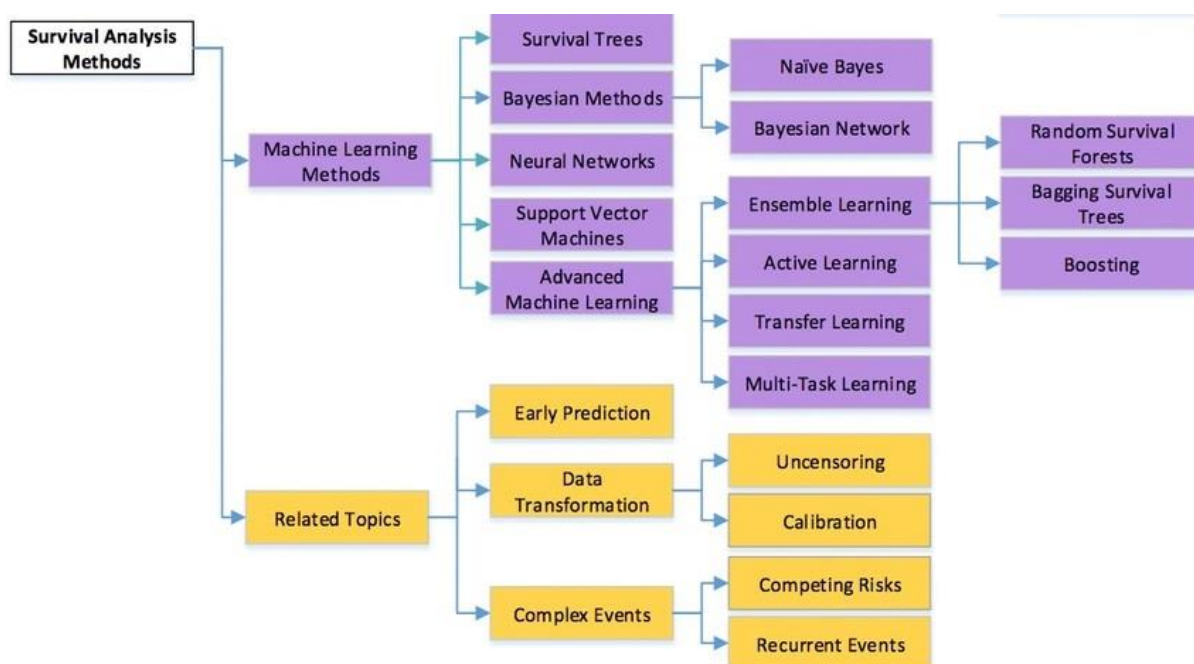 Survival Analysis
Methods
Machine Learning
Methods
Survival Trees
Bayesian Methods
Neural Networks
Support Vector
Machines
Advanced
Machine Learning
Naïve Bayes
Bayesian Network
Ensemble Learning
Active Learning
Transfer Learning
Multi-Task Learning
Random Survival
Forests
Bagging Survival
Trees
Boosting
Related Topics
Early Prediction
Data
Transformation
Complex Events
Uncensoring
Calibration
Competing Risks
Recurrent Events